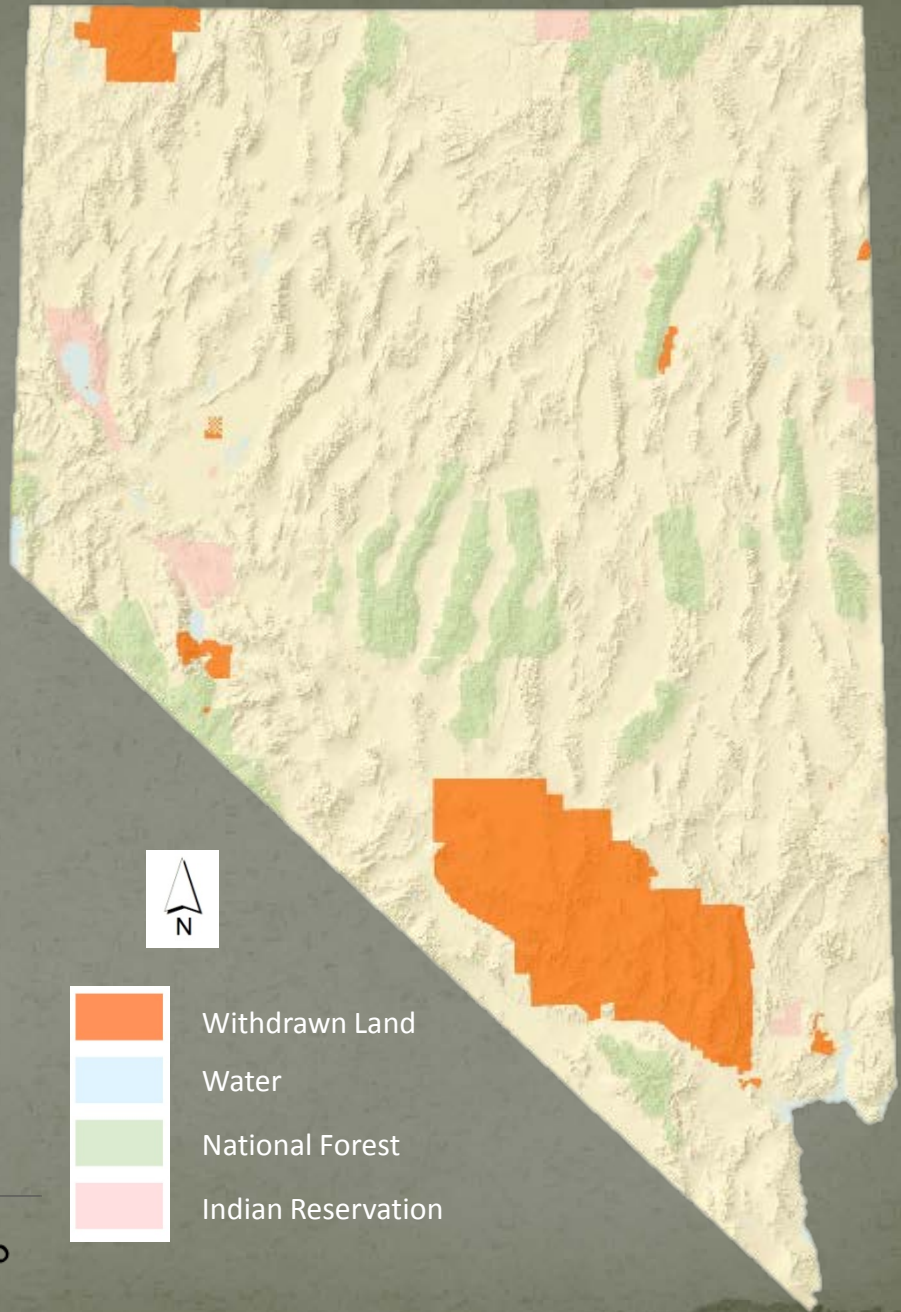 N
Withdrawn Land
Water
National Forest
Indian Reservation